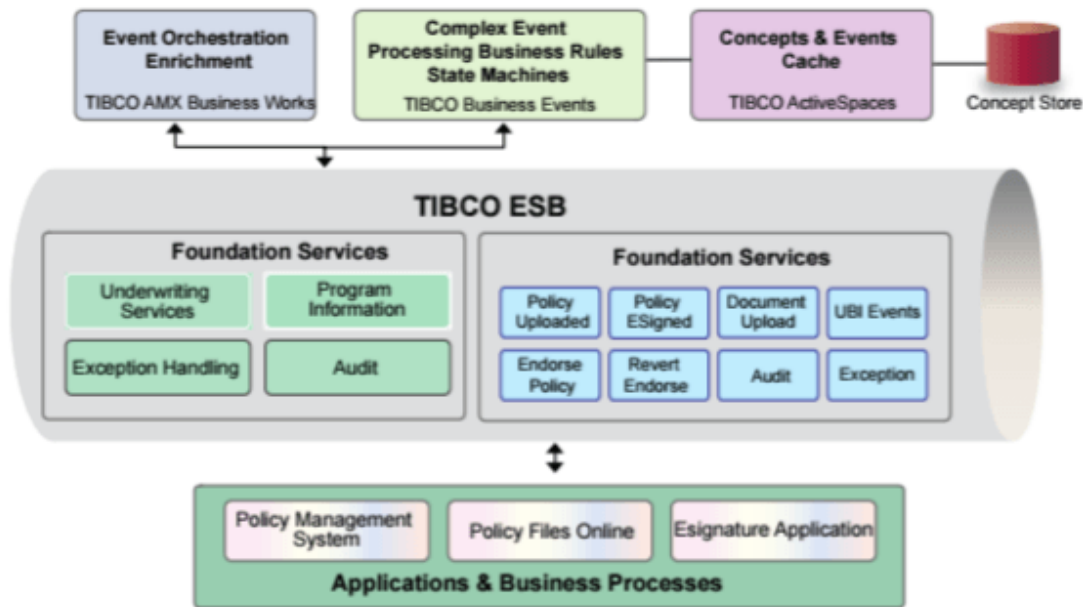 Event Orchestration
Enrichment
TIBCO AMX Business Works
Complex Event
Processing Business Rules
State Machines
TIBCO Business Events
Concepts & Events
Cache
TIBCO ActiveSpaces
Concept Store
TIBCO ESB
Foundation Services
Underwriting
Services
Program
Information
Exception Handling
Audit
Foundation Services
Policy
Uploaded
Policy
ESigned
Document
Upload
UBI Events
Endorse
Policy
Revert
Endorse
Audit
Exception
Policy Management
System
Policy Files Online
Esignature Application
Applications & Business Processes